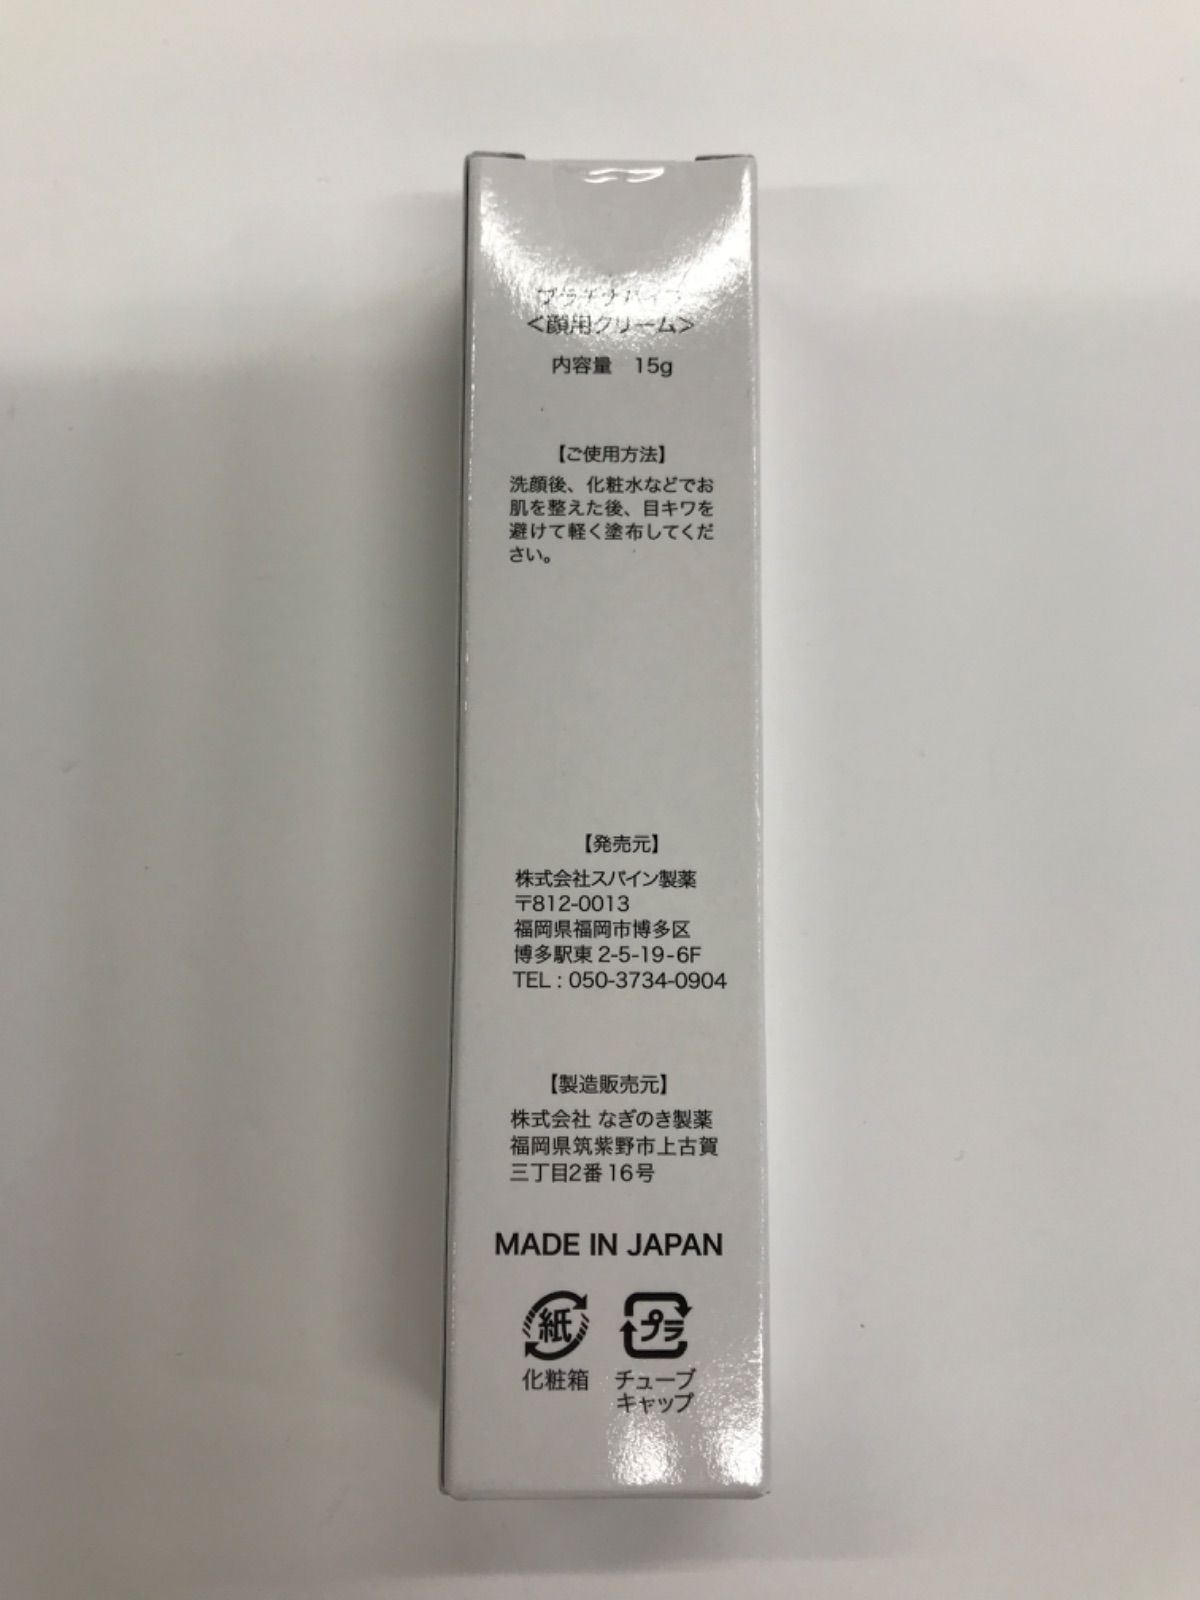 <顔用クリーム>
内容量 15g
【ご使用方法】
洗顔後、化粧水などでお
肌を整えた後、目キワを
避けて軽く塗布してくだ
さい。
【発売元】
株式会社スパイン製薬
〒812-0013
福岡県福岡市博多区
博多駅東 2-5-19-6F
TEL : 050-3734-0904
【製造販売元】
株式会社 なぎのき製薬
福岡県筑紫野市上古賀
三丁目2番16号
MADE IN JAPAN
紙 プラ
化粧箱 チューブ
キャップ